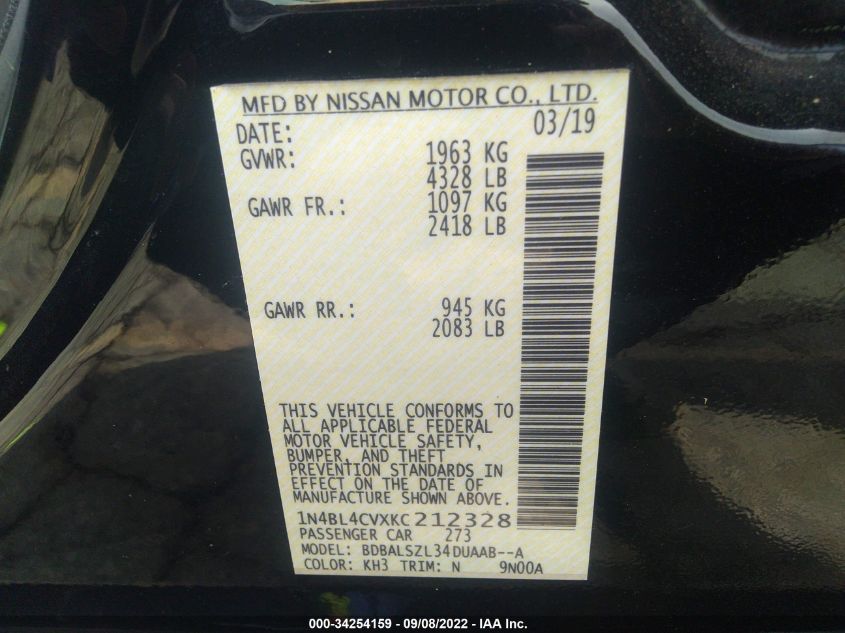 MFD BY NISSAN MOTOR CO., LTD.
DATE: 03/19
GVWR: 1963 KG
4328 LB
GAWR FR.: 1097 KG
2418 LB
GAWR RR.: 945 KG
2083 LB
THIS VEHICLE CONFORMS TO
ALL APPLICABLE FEDERAL
MOTOR VEHICLE SAFETY,
BUMPER, AND THEFT
PREVENTION STANDARDS IN
EFFECT ON THE DATE OF
MANUFACTURE SHOWN ABOVE.
1N4BL4CVXKC212328
PASSENGER CAR 273
MODEL: BDBALSZL34DUAAB--A
COLOR: KH3 TRIM: N 9N00A
000-34254159 - 09/08/2022 - IAA Inc.